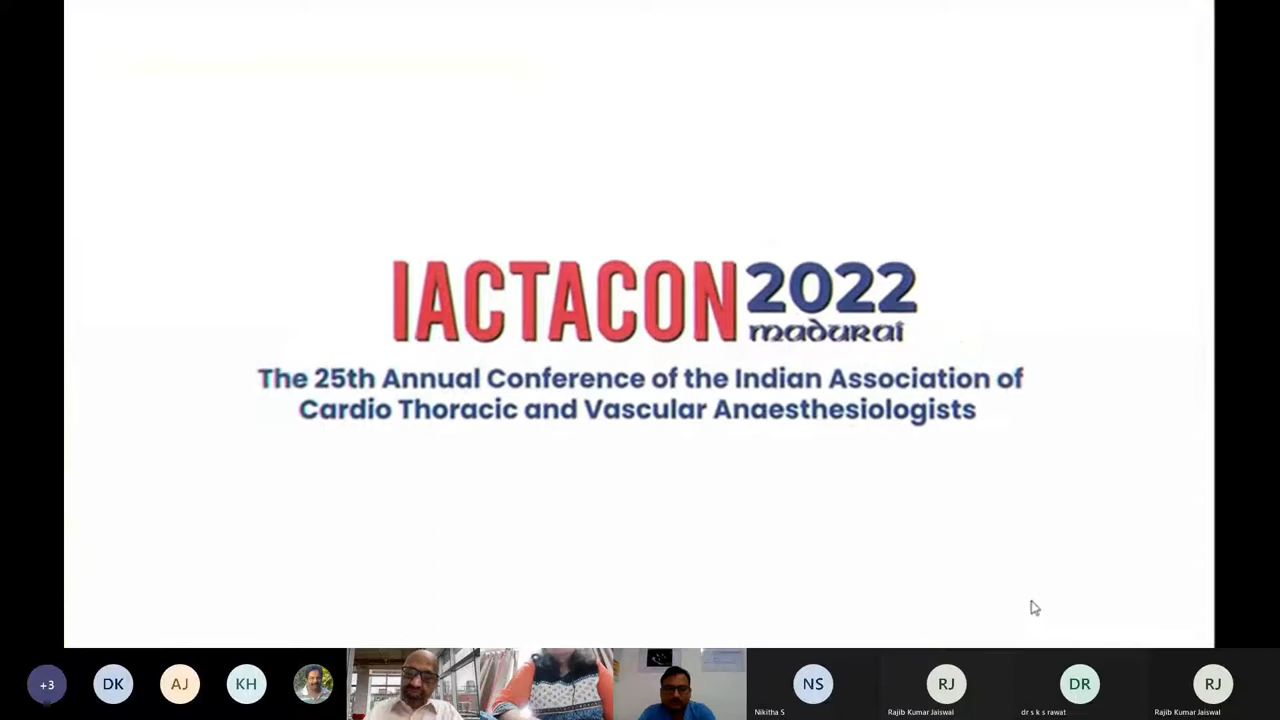 IACTACON 2022
madurai
The 25th Annual Conference of the Indian Association of
Cardio Thoracic and Vascular Anaesthesiologists
+3
DK
AJ
KH
NS
RJ
DR
RJ
Nikitha S
Rajib Kumar Jaiswal
dr s k s rawat
Rajib Kumar Jaiswal